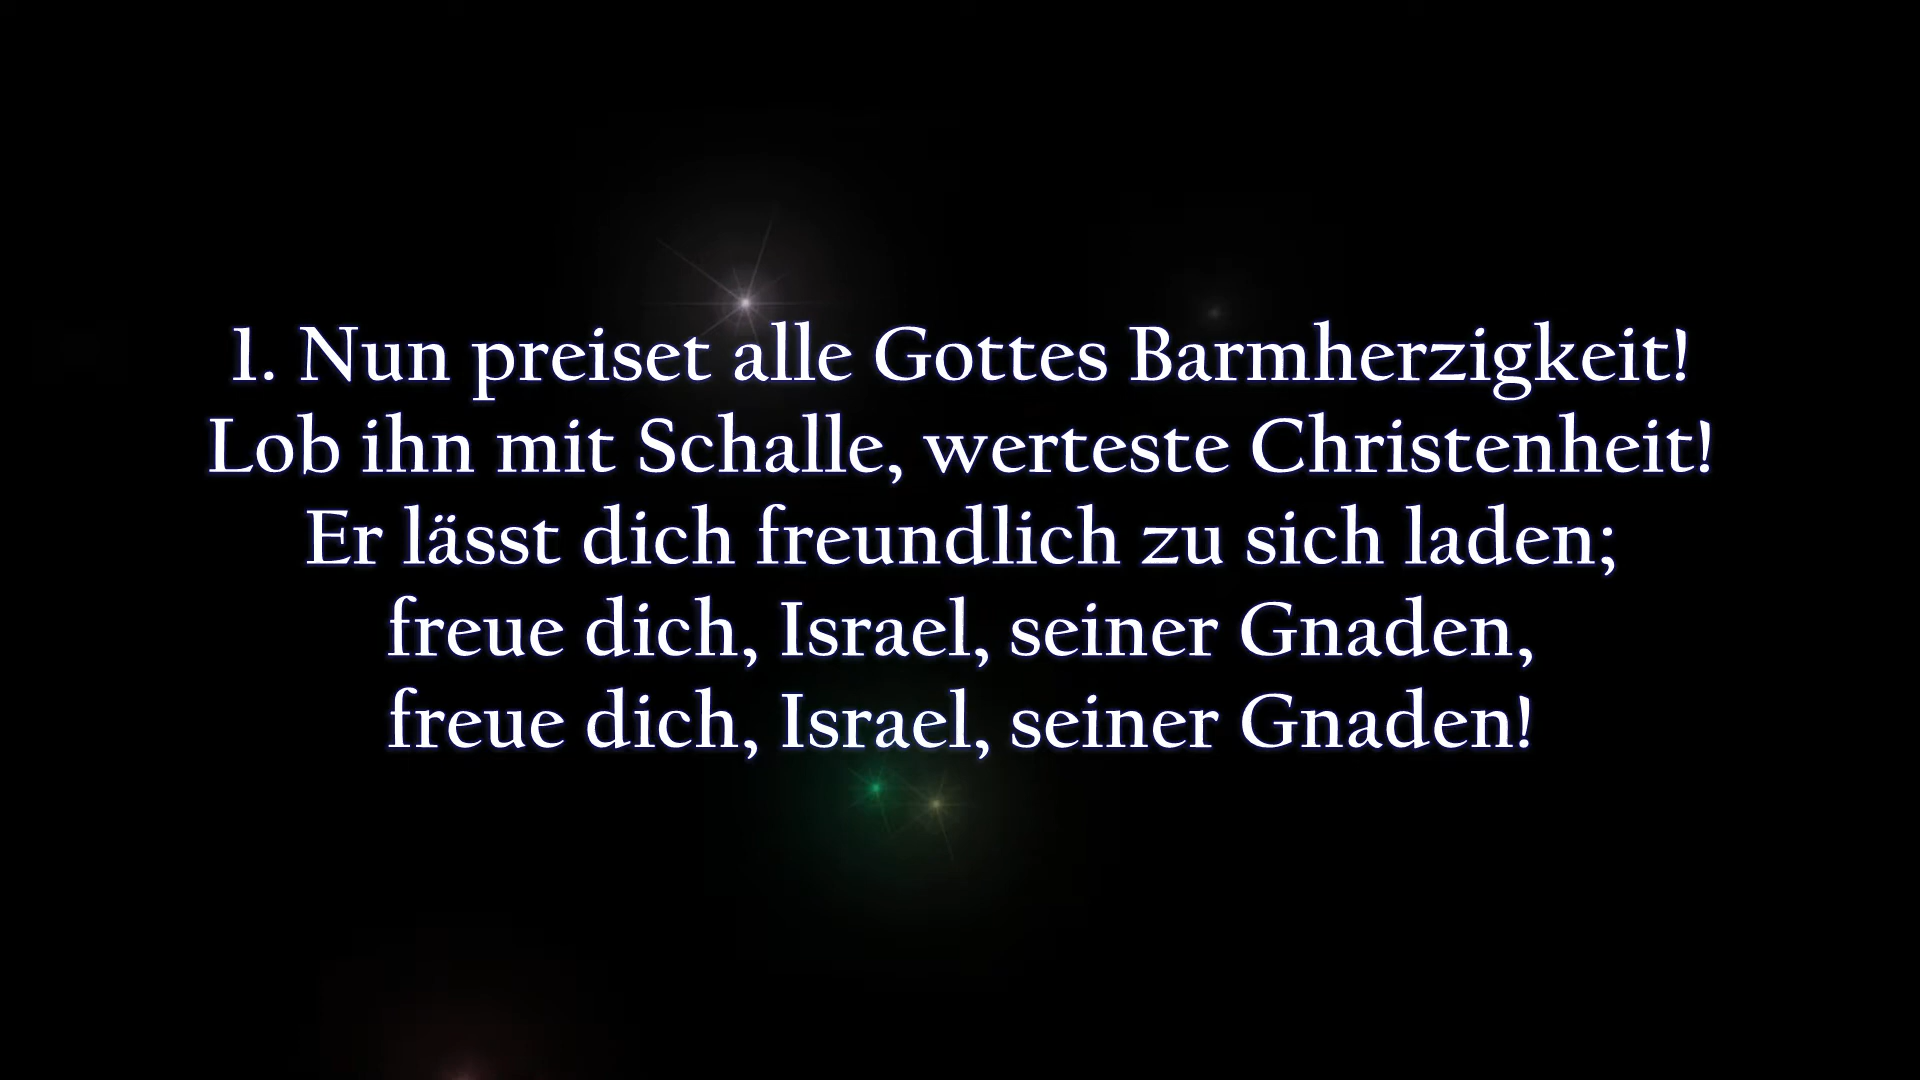 1. Nun preiset alle Gottes Barmherzigkeit!
Lob ihn mit Schalle, werteste Christenheit!
Er lässt dich freundlich zu sich laden;
freue dich, Israel, seiner Gnaden,
freue dich, Israel, seiner Gnaden!